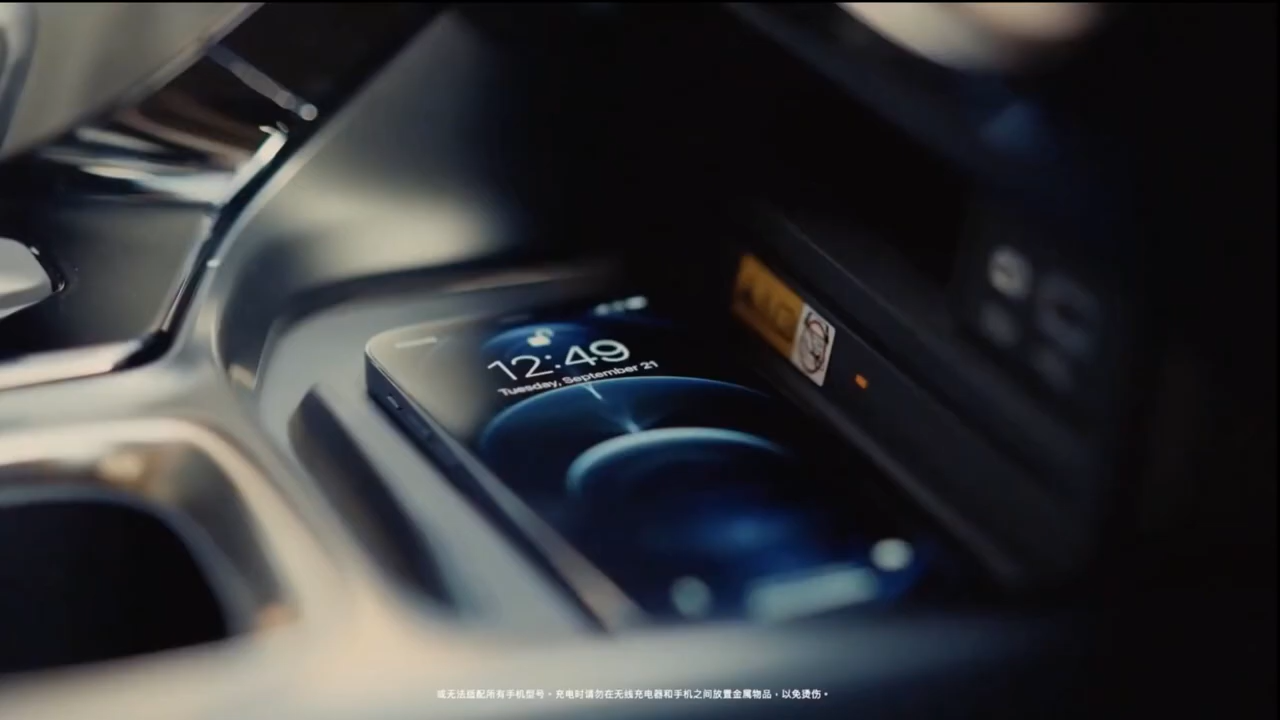 12:49
Tuesday, September 21
或无法适配所有手机型号。充电时请勿在无线充电器和手机之间放置金属物品，以免烫伤。